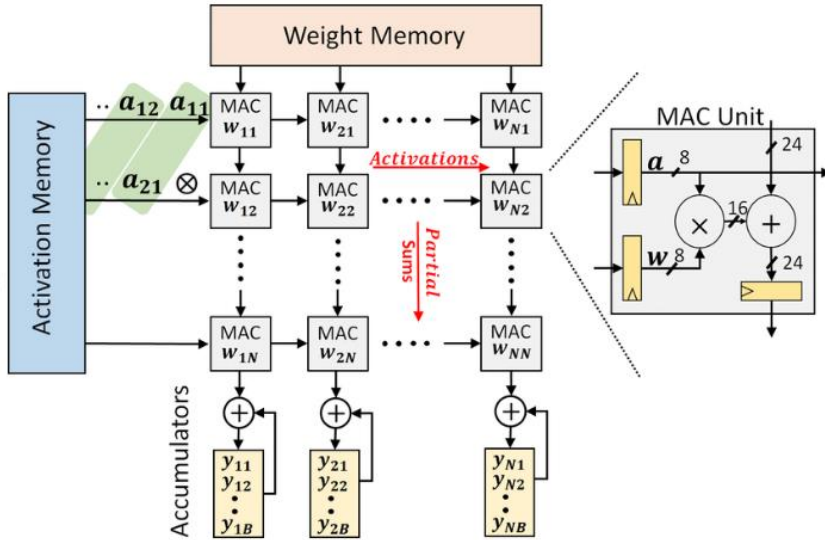 Weight Memory
Activation Memory
.. a12 a11
.. a21 ⊗
MAC w11
MAC w21
MAC wN1
Activations
MAC w12
MAC w22
MAC wN2
Partial
Sums
MAC w1N
MAC w2N
MAC wNN
Accumulators
+
+
+
y11
y12
y1B
y21
y22
y2B
yN1
yN2
yNB
MAC Unit
24
a 8
16
×
+
w 8
24